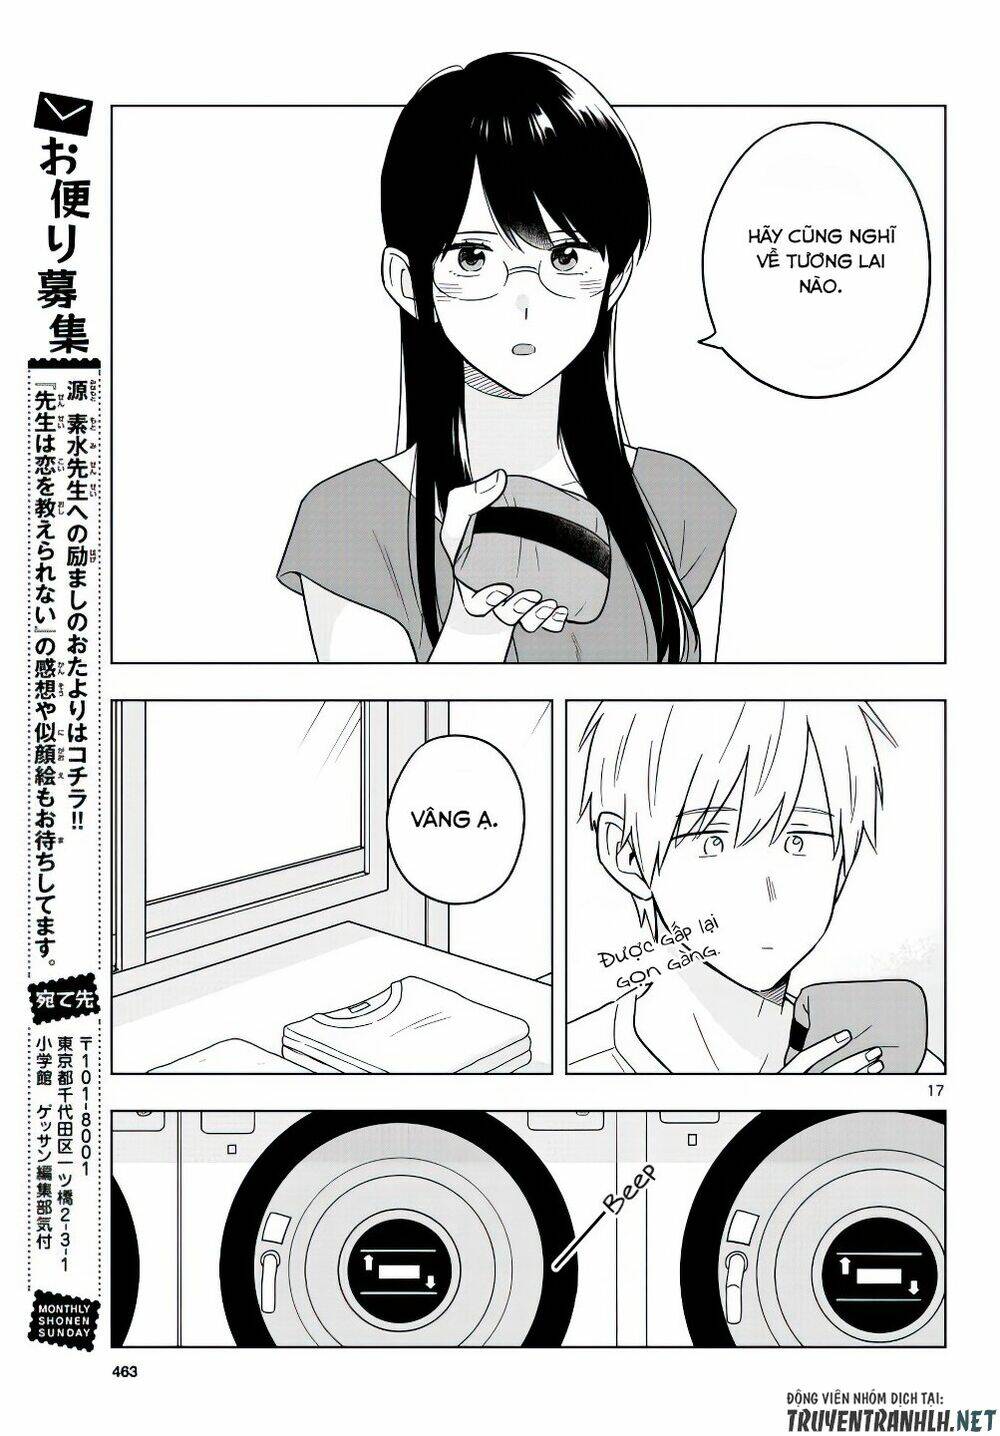 お便り募集
源 素水先生への励ましのおたよりはコチラ!!
『先生は恋を教えられない』の感想や似顔絵もお待ちしてます。
宛て先
〒101-8001
東京都千代田区一ツ橋2-3-1
小学館 ゲッサン編集部気付
MONTHLY
SHONEN
SUNDAY
HÃY CŨNG NGHĨ
VỀ TƯƠNG LAI
NÀO.
VÂNG Ạ.
ĐƯỢC GẤP LẠI
GỌN GÀNG.
17
Beep
463
ĐỘNG VIÊN NHÓM DỊCH TẠI:
TRUYENTRANHLH.NET